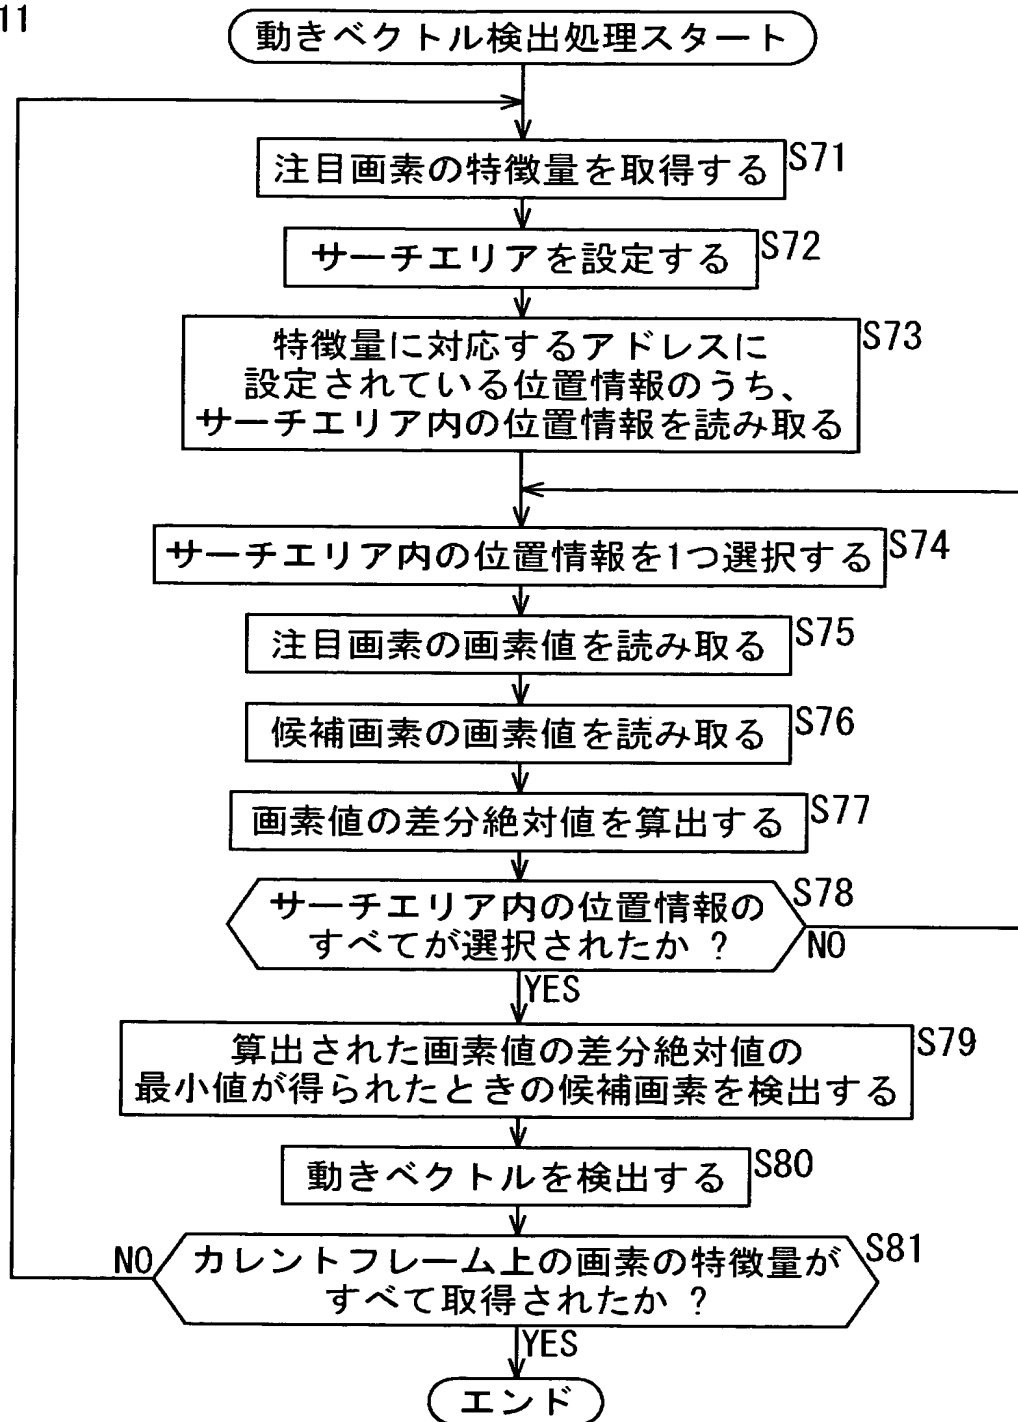 11
動きベクトル検出処理スタート
注目画素の特徴量を取得する
S71
サーチエリアを設定する
S72
特徴量に対応するアドレスに
設定されている位置情報のうち、
サーチエリア内の位置情報を読み取る
S73
サーチエリア内の位置情報を1つ選択する
S74
注目画素の画素値を読み取る
S75
候補画素の画素値を読み取る
S76
画素値の差分絶対値を算出する
S77
サーチエリア内の位置情報の
すべてが選択されたか ?
S78
NO
YES
算出された画素値の差分絶対値の
最小値が得られたときの候補画素を検出する
S79
動きベクトルを検出する
S80
カレントフレーム上の画素の特徴量が
すべて取得されたか ?
S81
NO
YES
エンド